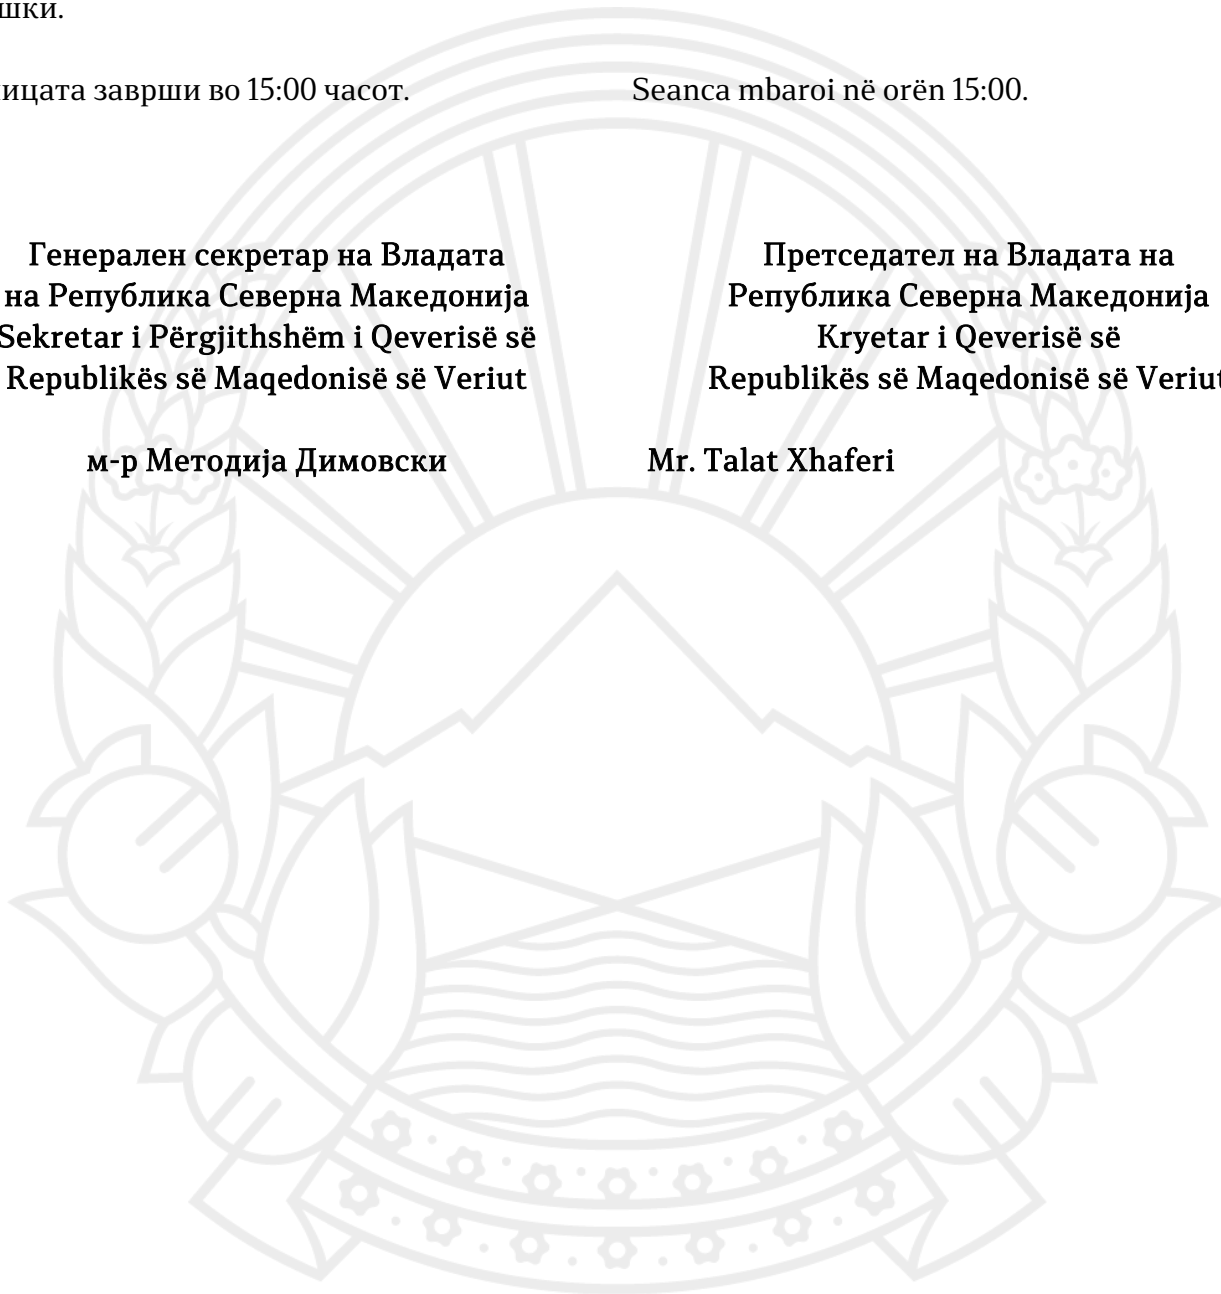 шки.
ицата заврши во 15:00 часот.
Seanca mbaroi në orën 15:00.
Генерален секретар на Владата
на Република Северна Македонија
Sekretar i Përgjithshëm i Qeverisë së
Republikës së Maqedonisë së Veriut
м-р Методија Димовски
Претседател на Владата на
Република Северна Македонија
Kryetar i Qeverisë së
Republikës së Maqedonisë së Veriut
Mr. Talat Xhaferi